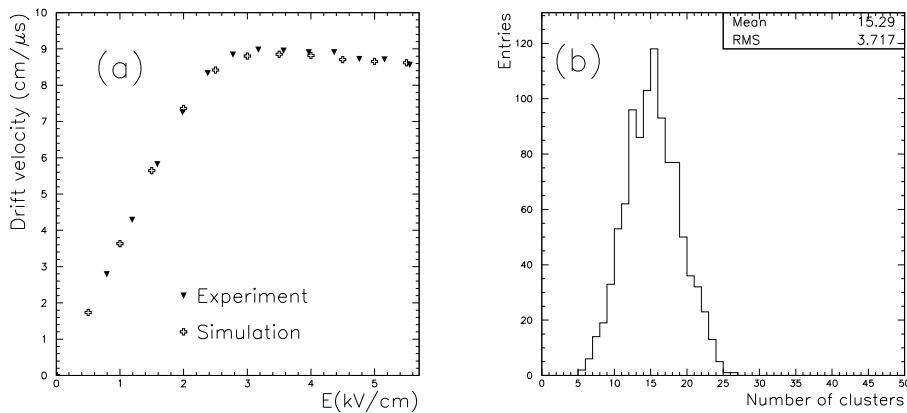 Drift velocity (cm/μs)
10
9
8
7
6
5
4
3
2
1
0
(a)
Experiment
Simulation
0 1 2 3 4 5
E(kV/cm)
Entries
120
100
80
60
40
20
0
(b)
Mean 15.29
RMS 3.717
0 5 10 15 20 25 30 35 40 45 50
Number of clusters